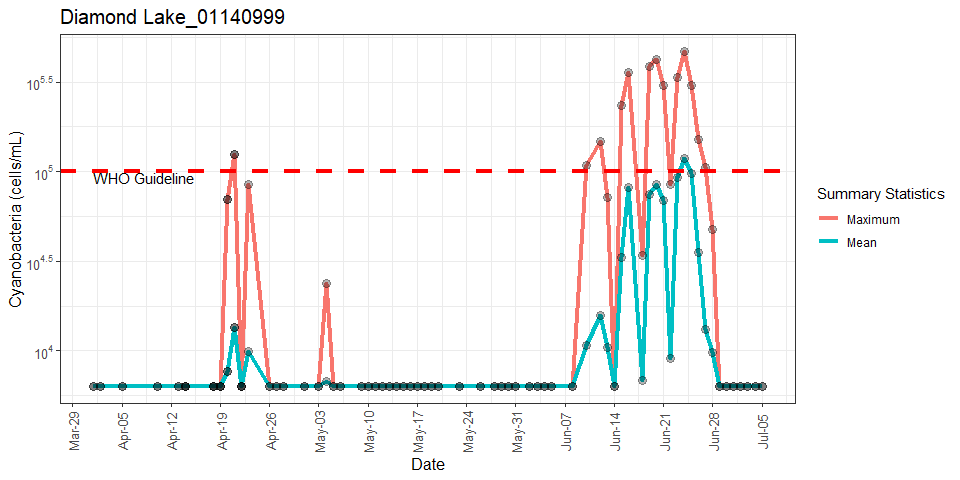 Diamond Lake_01140999
Cyanobacteria (cells/mL)
10^5.5
10^5
10^4.5
10^4
WHO Guideline
Mar-29
Apr-05
Apr-12
Apr-19
Apr-26
May-03
May-10
May-17
May-24
May-31
Jun-07
Jun-14
Jun-21
Jun-28
Jul-05
Date
Summary Statistics
Maximum
Mean